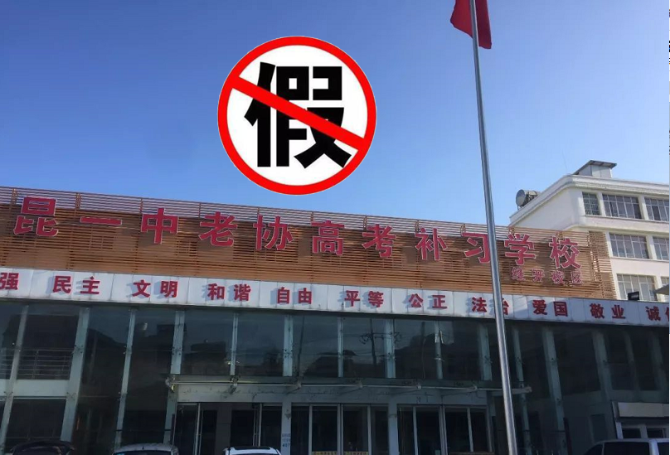 假
昆一中老协高考补习学校
强 民主 文明 和谐 自由 平等 公正 法治 爱国 敬业 诚信